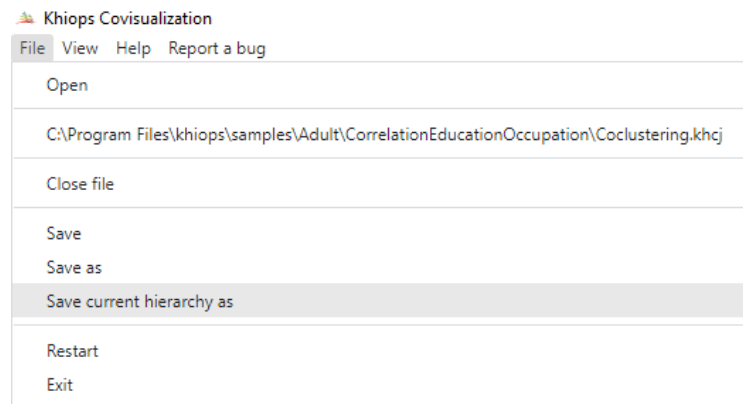 Khiops Covisualization
File View Help Report a bug
Open
C:\Program Files\khiops\samples\Adult\CorrelationEducationOccupation\Coclustering.khcj
Close file
Save
Save as
Save current hierarchy as
Restart
Exit